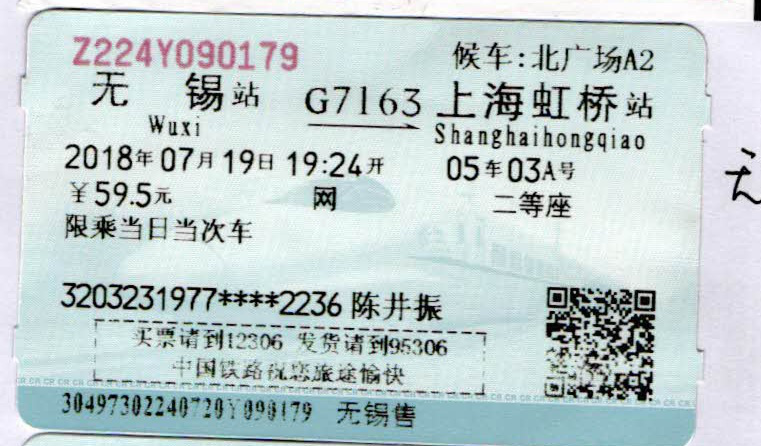 Z224Y090179 候车:北广场A2
无锡站 G7163 上海虹桥站
Wuxi Shanghaihongqiao
2018年07月19日19:24开 05车03A号
￥59.5元 网 二等座
限乘当日当次车
3203231977****2236 陈井振
买票请到12306 发货请到95306
中国铁路祝您旅途愉快
30497302240720Y090179 无锡售
无